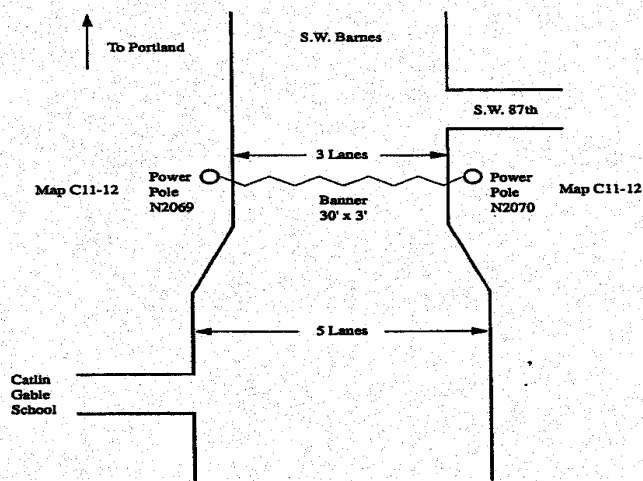 To Portland
S.W. Barnes
S.W. 87th
3 Lanes
Map C11-12
Power
Pole
N2069
Banner
30' x 3'
Power
Pole
N2070
Map C11-12
5 Lanes
Catlin
Gable
School